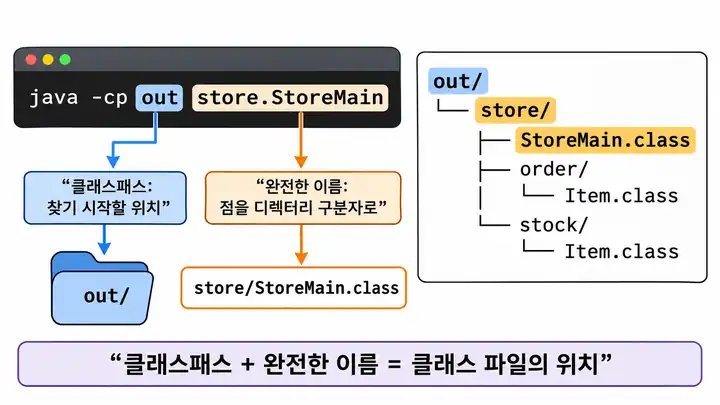 java -cp out store.StoreMain
“클래스패스:
찾기 시작할 위치”
out/
“완전한 이름:
점을 디렉터리 구분자로”
store/StoreMain.class
out/
└── store/
├── StoreMain.class
├── order/
│   └── Item.class
└── stock/
└── Item.class
“클래스패스 + 완전한 이름 = 클래스 파일의 위치”